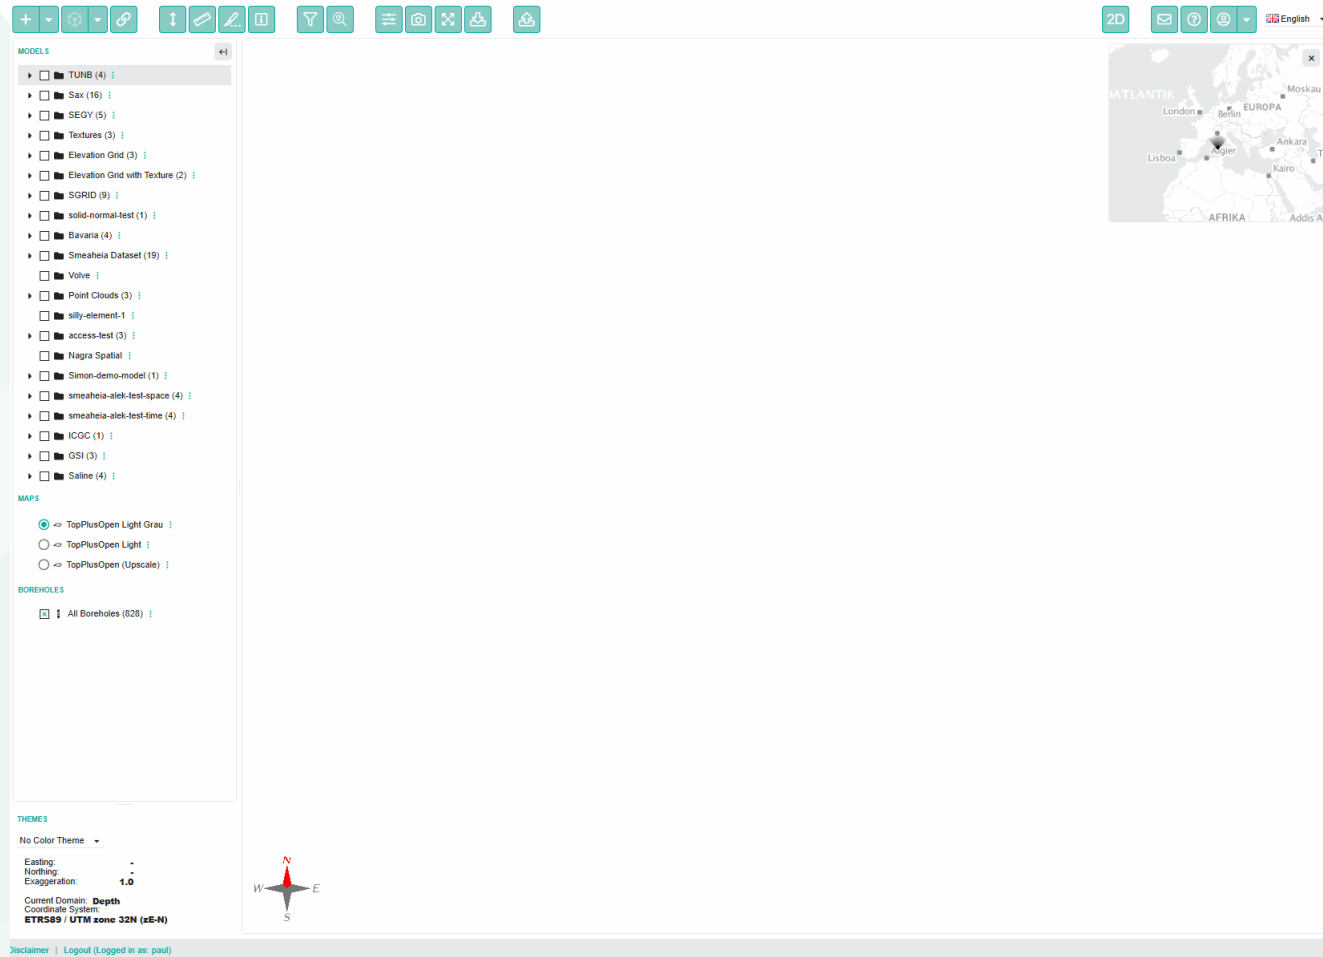 2D
English
MODELS
TUNB (4)
Sax (16)
SEGY (5)
Textures (3)
Elevation Grid (3)
Elevation Grid with Texture (2)
SGRID (9)
solid-normal-test (1)
Bavaria (4)
Smeaheia Dataset (19)
Volve
Point Clouds (3)
silly-element-1
access-test (3)
Nagra Spatial
Simon-demo-model (1)
smeaheia-alek-test-space (4)
smeaheia-alek-test-time (4)
ICGC (1)
GSI (3)
Saline (4)
MAPS
TopPlusOpen Light Grau
TopPlusOpen Light
TopPlusOpen (Upscale)
BOREHOLES
All Boreholes (828)
THEMES
No Color Theme
Easting: -
Northing: -
Exaggeration: 1.0
Current Domain: Depth
Coordinate System:
ETRS89 / UTM zone 32N (zE-N)
N
W E
S
Moskau
ATLANTIK
London
Berlin
EUROPA
Ankara
Algier
Lisboa
Kairo
AFRIKA
Addis A
Disclaimer | Logout (Logged in as: paul)